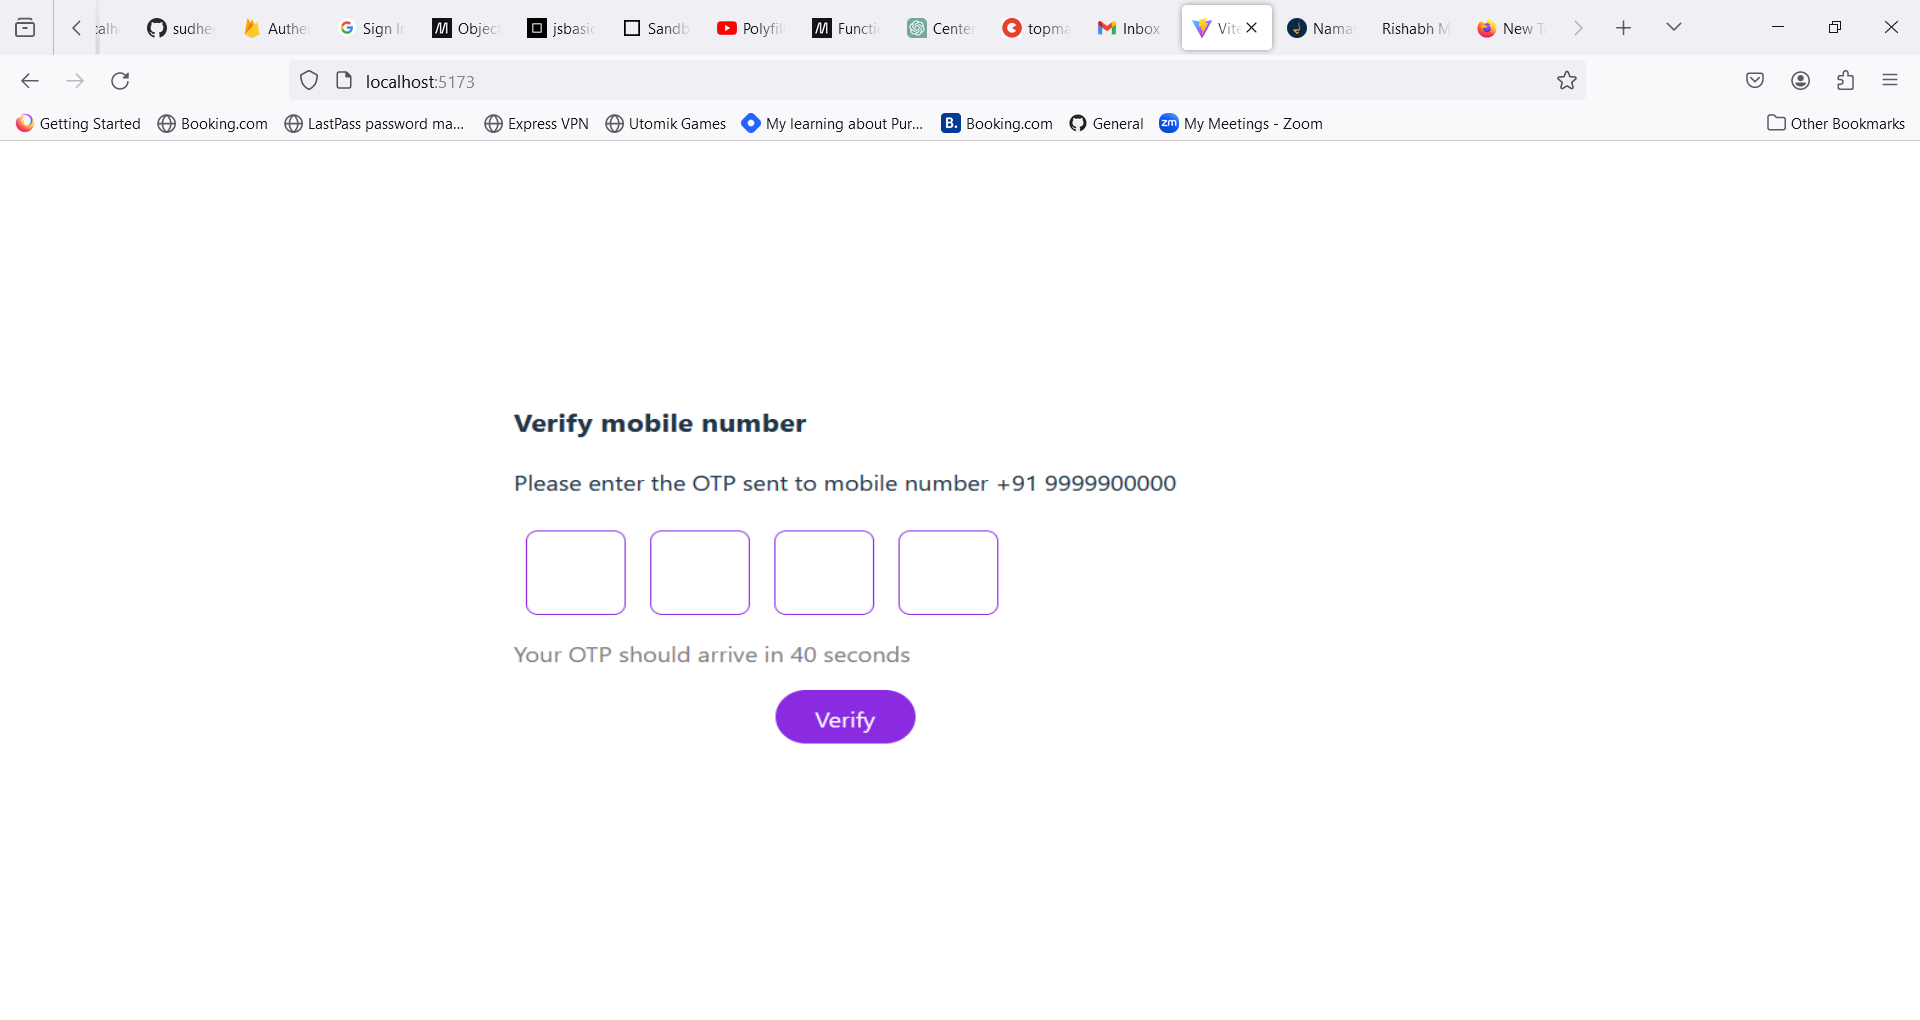 sudhe
Authe
Sign I
Object
jsbasic
Sandb
Polyfil
Functi
Center
topma
Inbox
Vite
Nama
Rishabh M
New T
localhost:5173
Getting Started
Booking.com
LastPass password ma...
Express VPN
Utomik Games
My learning about Pur...
B. Booking.com
General
zm My Meetings - Zoom
Other Bookmarks
Verify mobile number
Please enter the OTP sent to mobile number +91 9999900000
Your OTP should arrive in 40 seconds
Verify